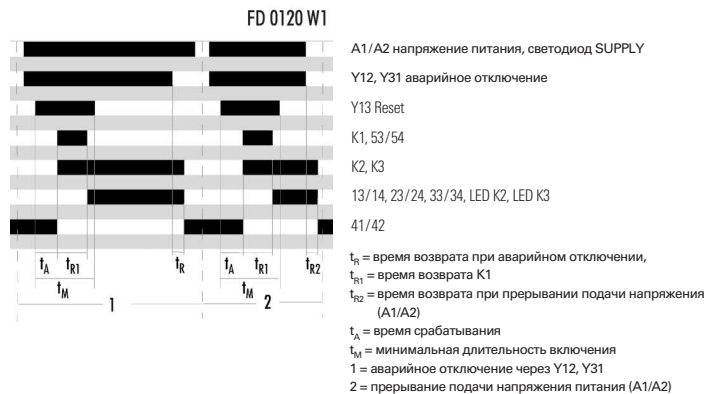 FD 0120 W1
A1/A2 напряжение питания, светодиод SUPPLY
Y12, Y31 аварийное отключение
Y13 Reset
K1, 53/54
K2, K3
13/14, 23/24, 33/34, LED K2, LED K3
41/42
tA tR1 tR tA tR1 tR2
tM tM
1 2
tR = время возврата при аварийном отключении,
tR1 = время возврата K1
tR2 = время возврата при прерывании подачи напряжения
(A1/A2)
tA = время срабатывания
tM = минимальная длительность включения
1 = аварийное отключение через Y12, Y31
2 = прерывание подачи напряжения питания (A1/A2)